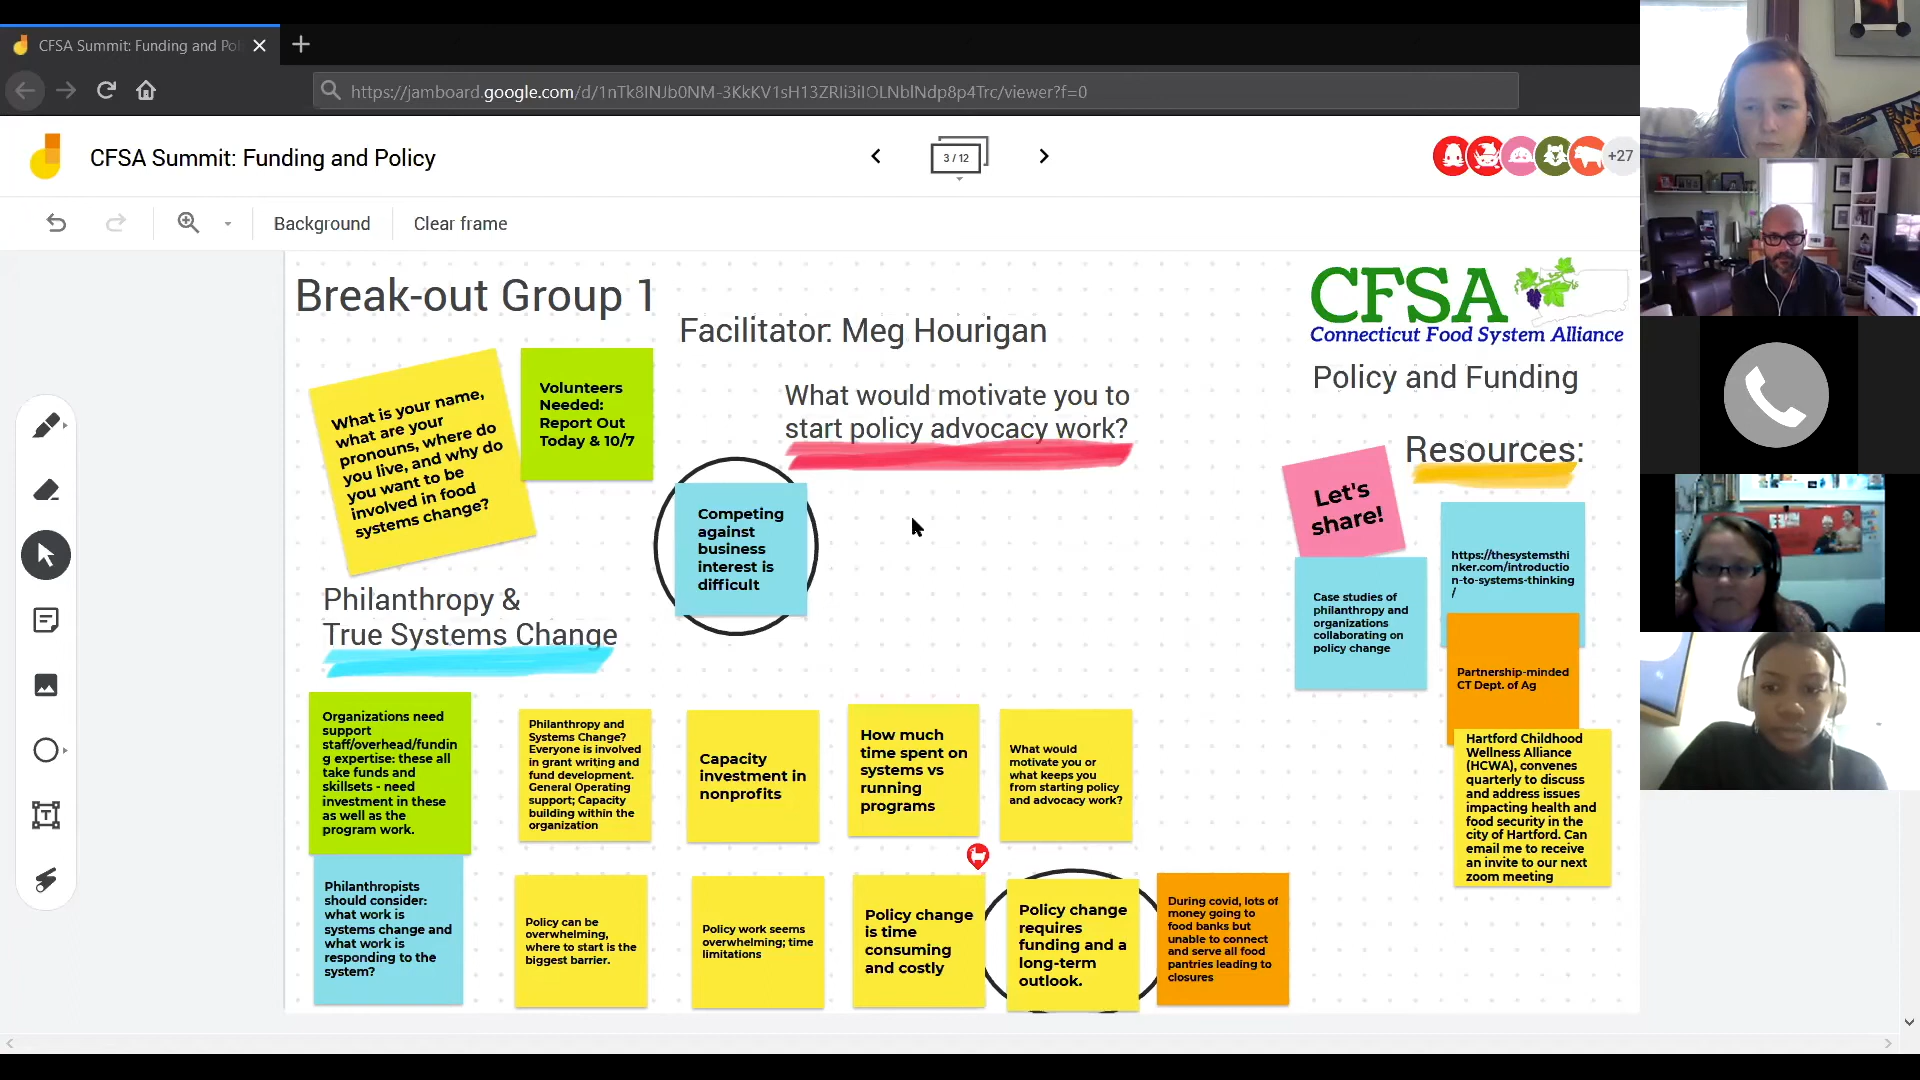 CFSA Summit: Funding and Pol
https://jamboard.google.com/d/1nTk8INJb0NM-3KkKV1sH13ZRli3iIOLNblNdp8p4Trc/viewer?f=0
CFSA Summit: Funding and Policy
3 / 12
+27
Background
Clear frame
Break-out Group 1
Facilitator: Meg Hourigan
CFSA
Connecticut Food System Alliance
Policy and Funding
What is your name,
what are your
pronouns, where do
you live, and why do
you want to be
involved in food
systems change?
Volunteers
Needed:
Report Out
Today & 10/7
What would motivate you to
start policy advocacy work?
Competing
against
business
interest is
difficult
Resources:
Let's
share!
https://thesystemsthi
nker.com/introductio
n-to-systems-thinking
/
Case studies of
philanthropy and
organizations
collaborating on
policy change
Partnership-minded
CT Dept. of Ag
Hartford Childhood
Wellness Alliance
(HCWA), convenes
quarterly to discuss
and address issues
impacting health and
food security in the
city of Hartford. Can
email me to receive
an invite to our next
zoom meeting
Philanthropy &
True Systems Change
Organizations need
support
staff/overhead/fundin
g expertise: these all
take funds and
skillsets - need
investment in these
as well as the
program work.
Philanthropy and
Systems Change?
Everyone is involved
in grant writing and
fund development.
General Operating
support; Capacity
building within the
organization
Capacity
investment in
nonprofits
How much
time spent on
systems vs
running
programs
What would
motivate you or
what keeps you
from starting policy
and advocacy work?
Philanthropists
should consider:
what work is
systems change and
what work is
responding to the
system?
Policy can be
overwhelming,
where to start is the
biggest barrier.
Policy work seems
overwhelming; time
limitations
Policy change
is time
consuming
and costly
Policy change
requires
funding and a
long-term
outlook.
During covid, lots of
money going to
food banks but
unable to connect
and serve all food
pantries leading to
closures